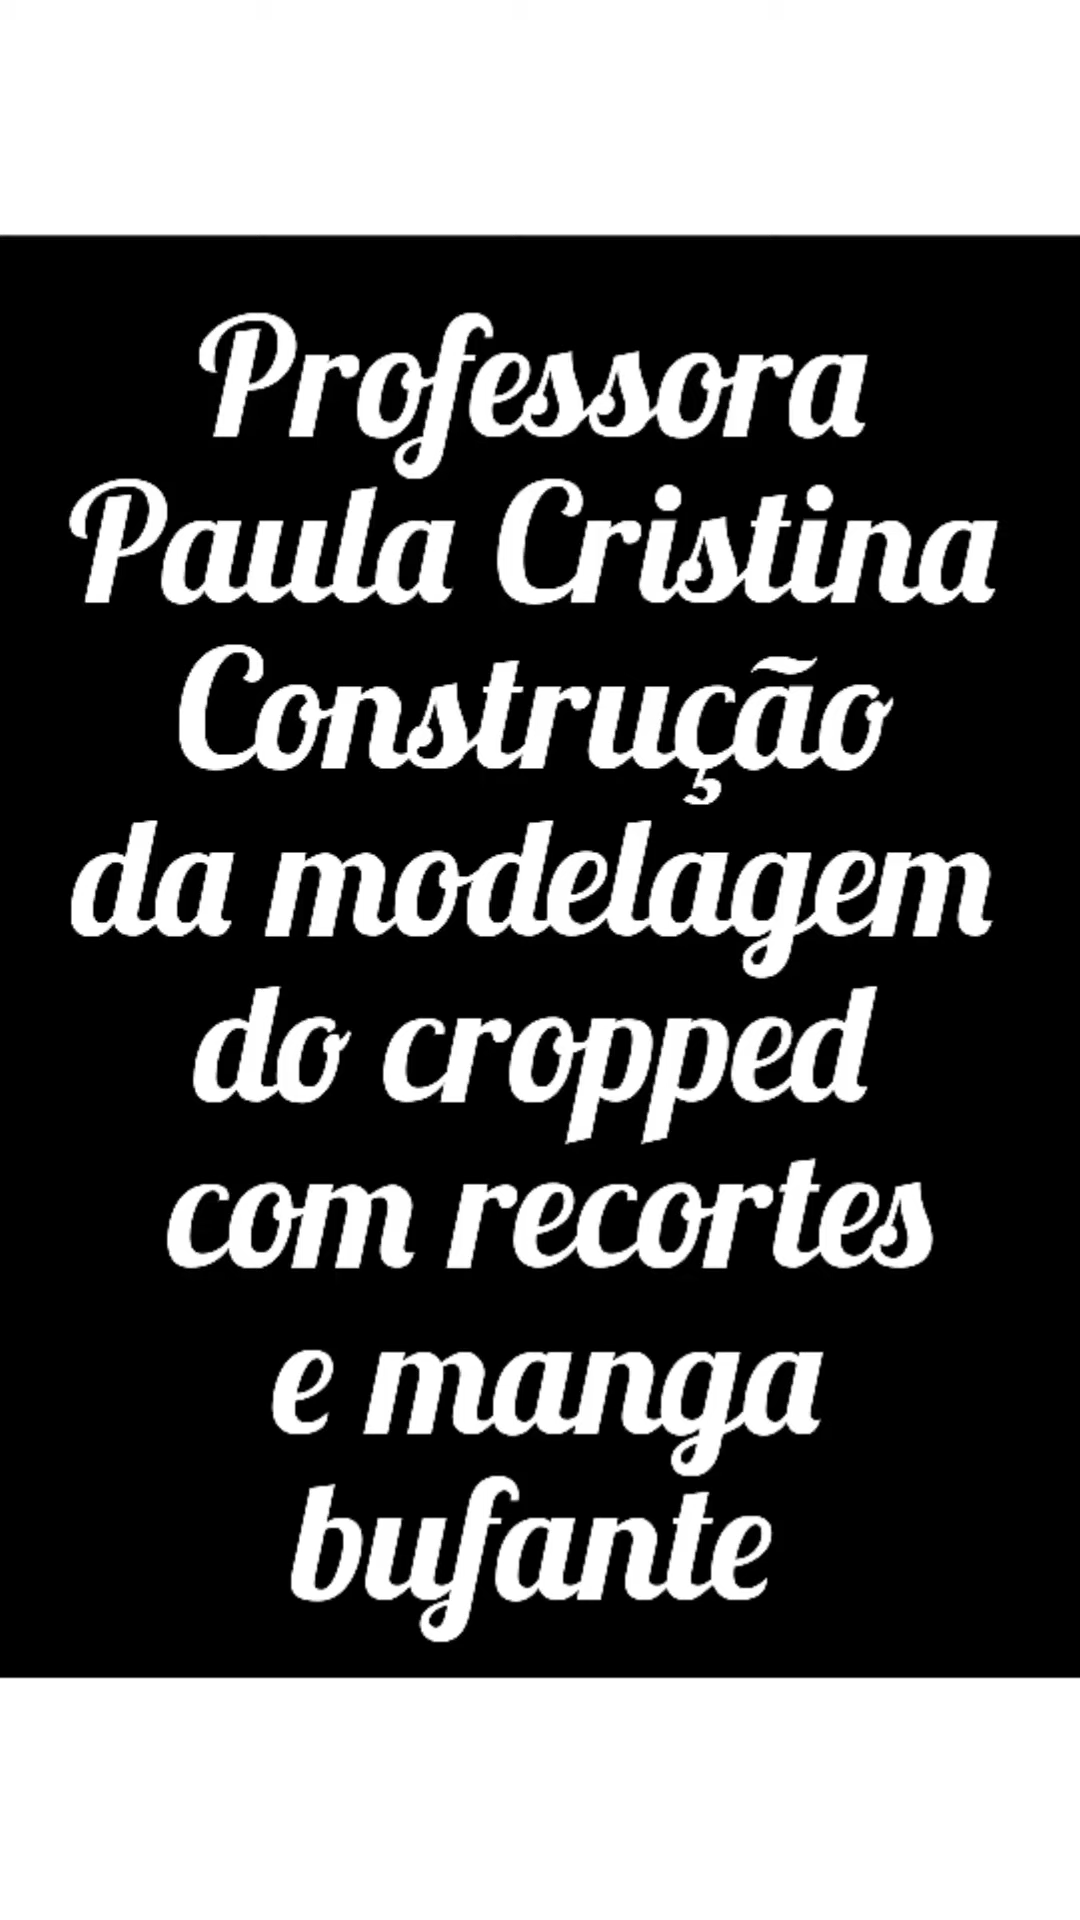 Professora
Paula Cristina
Construção
da modelagem
do cropped
com recortes
e manga
bufante